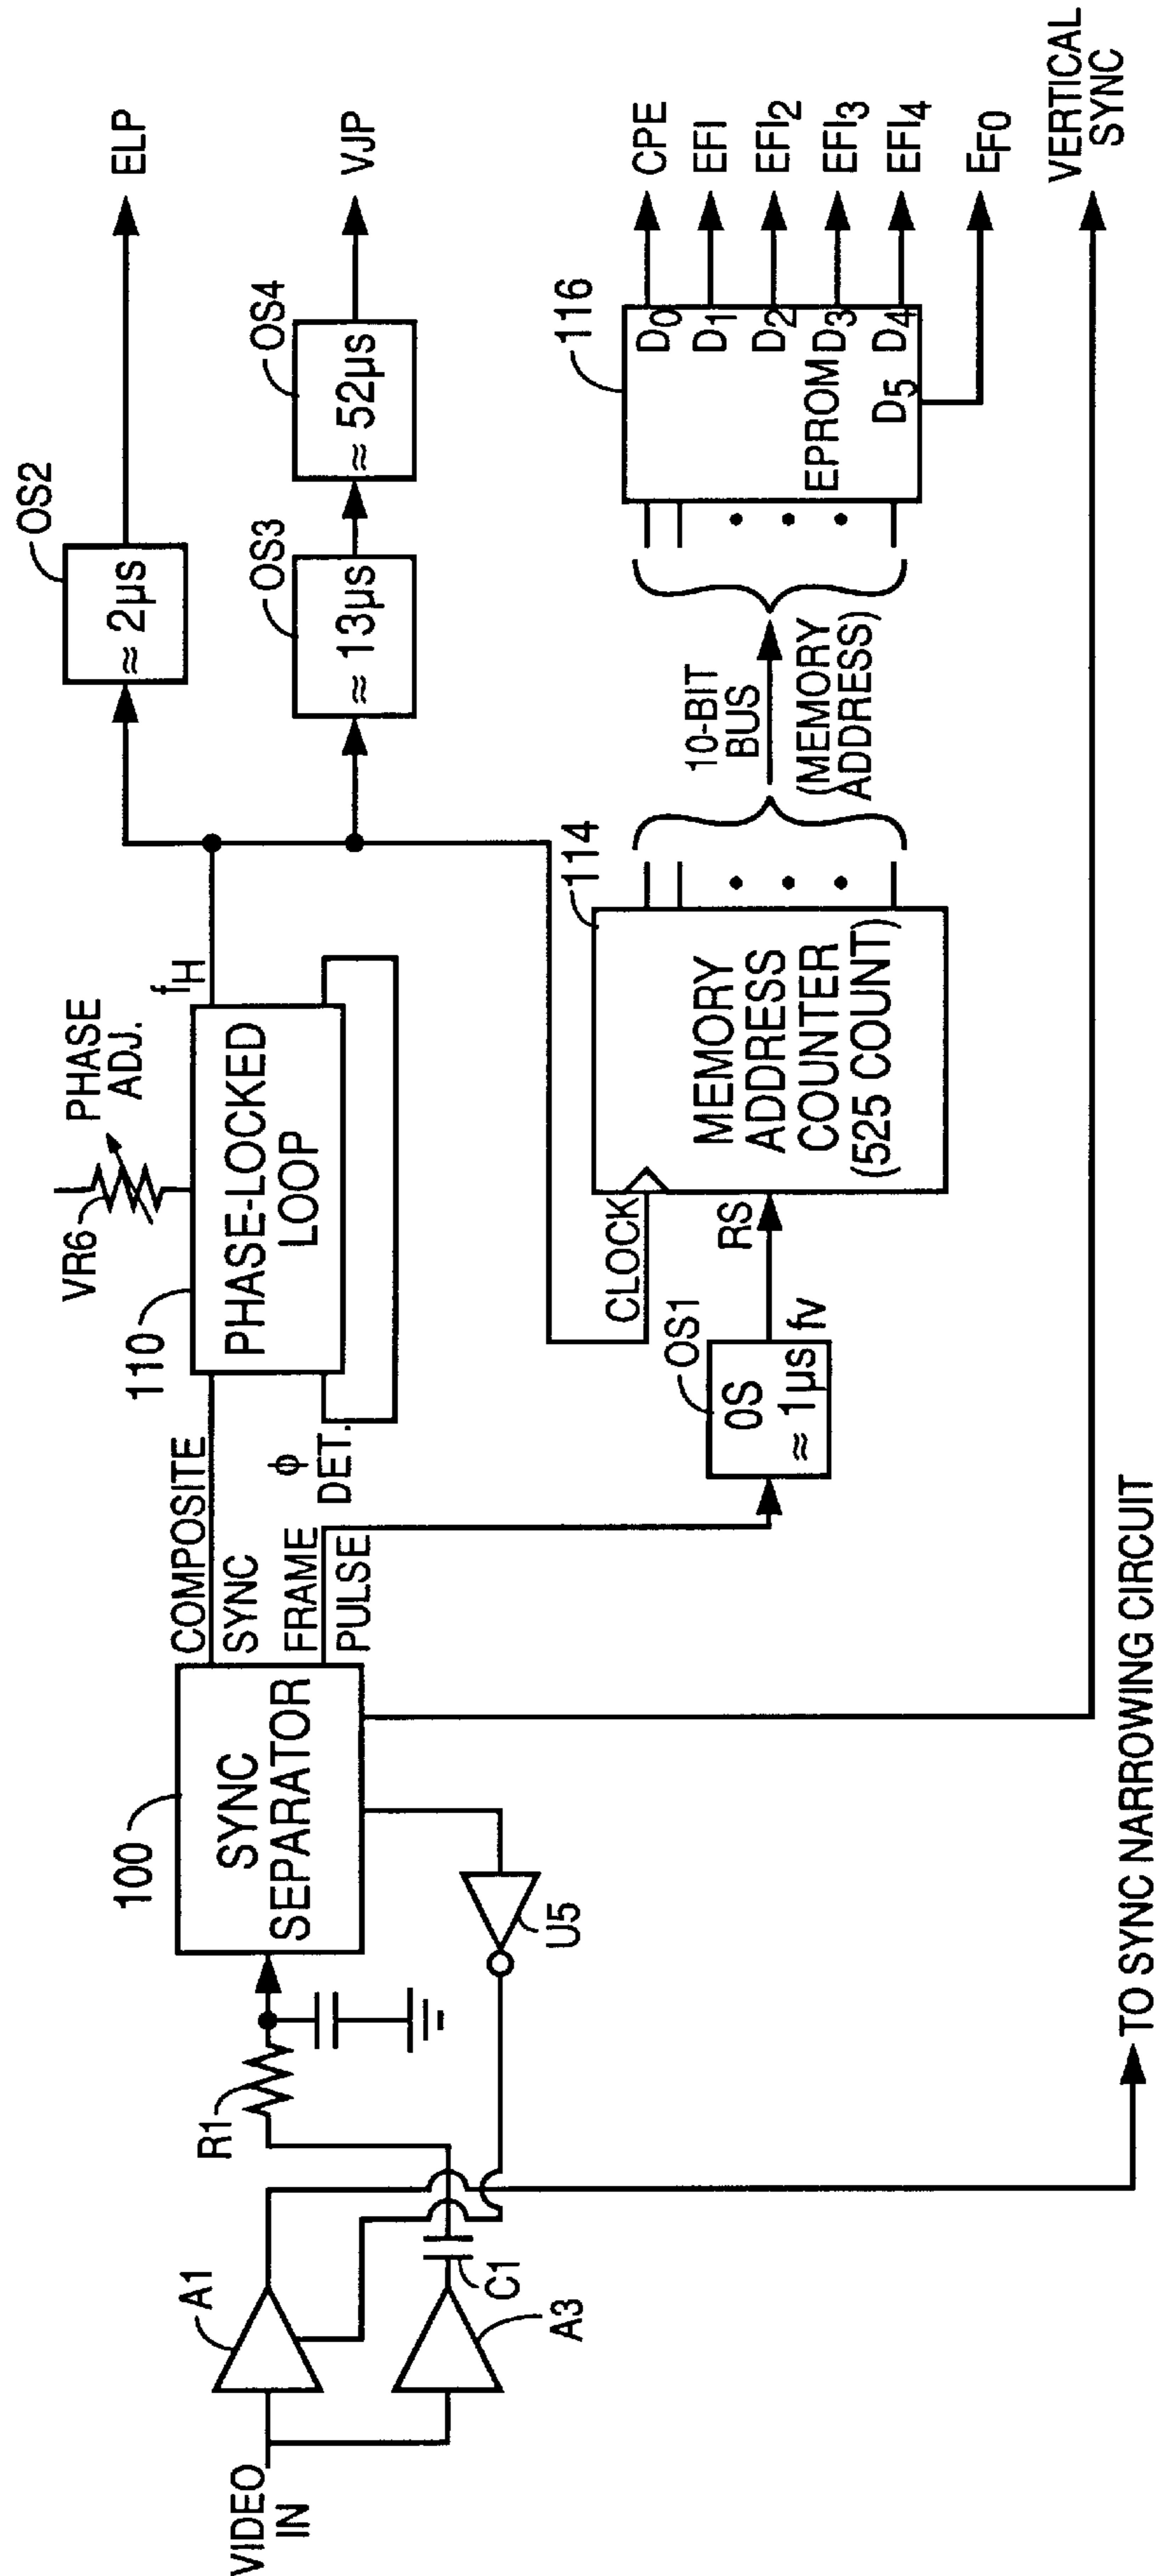 VIDEO
IN
A1
A3
C1
R1
100
SYNC
SEPARATOR
U5
COMPOSITE
SYNC
FRAME
PULSE
110
VR6
PHASE
ADJ.
PHASE-LOCKED
LOOP
ϕ
DET.
fH
OS2
≈ 2µs
ELP
OS3
≈ 13µs
OS4
≈ 52µs
VJP
OS1
0S
≈ 1µs
fv
CLOCK
RS
114
MEMORY
ADDRESS
COUNTER
(525 COUNT)
10-BIT
BUS
(MEMORY
ADDRESS)
116
EPROM
D0
D1
D2
D3
D4
D5
CPE
EFI
EFI2
EFI3
EFI4
EF0
VERTICAL
SYNC
TO SYNC NARROWING CIRCUIT